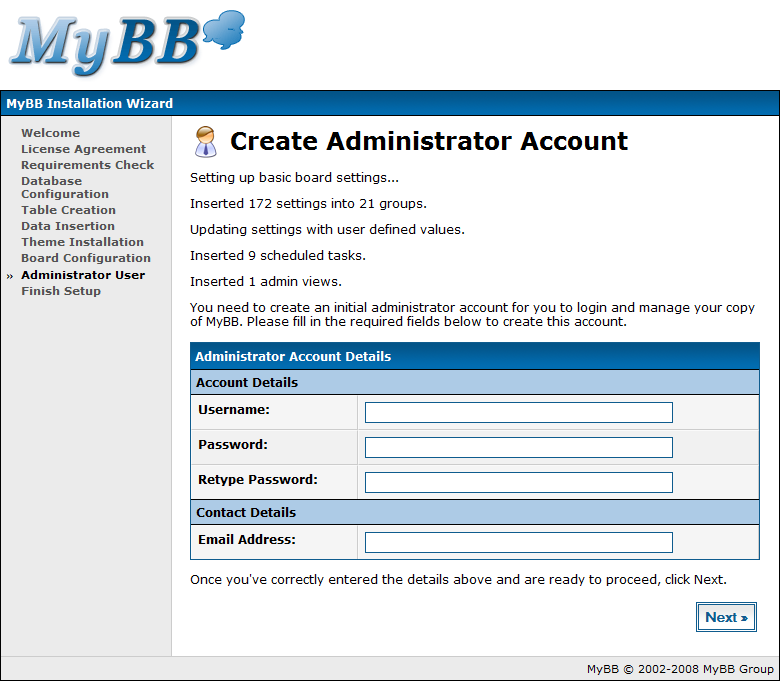 MyBB
MyBB Installation Wizard
Welcome
License Agreement
Requirements Check
Database
Configuration
Table Creation
Data Insertion
Theme Installation
Board Configuration
» Administrator User
Finish Setup
Create Administrator Account
Setting up basic board settings...
Inserted 172 settings into 21 groups.
Updating settings with user defined values.
Inserted 9 scheduled tasks.
Inserted 1 admin views.
You need to create an initial administrator account for you to login and manage your copy
of MyBB. Please fill in the required fields below to create this account.
Administrator Account Details
Account Details
Username:
Password:
Retype Password:
Contact Details
Email Address:
Once you've correctly entered the details above and are ready to proceed, click Next.
Next »
MyBB © 2002-2008 MyBB Group